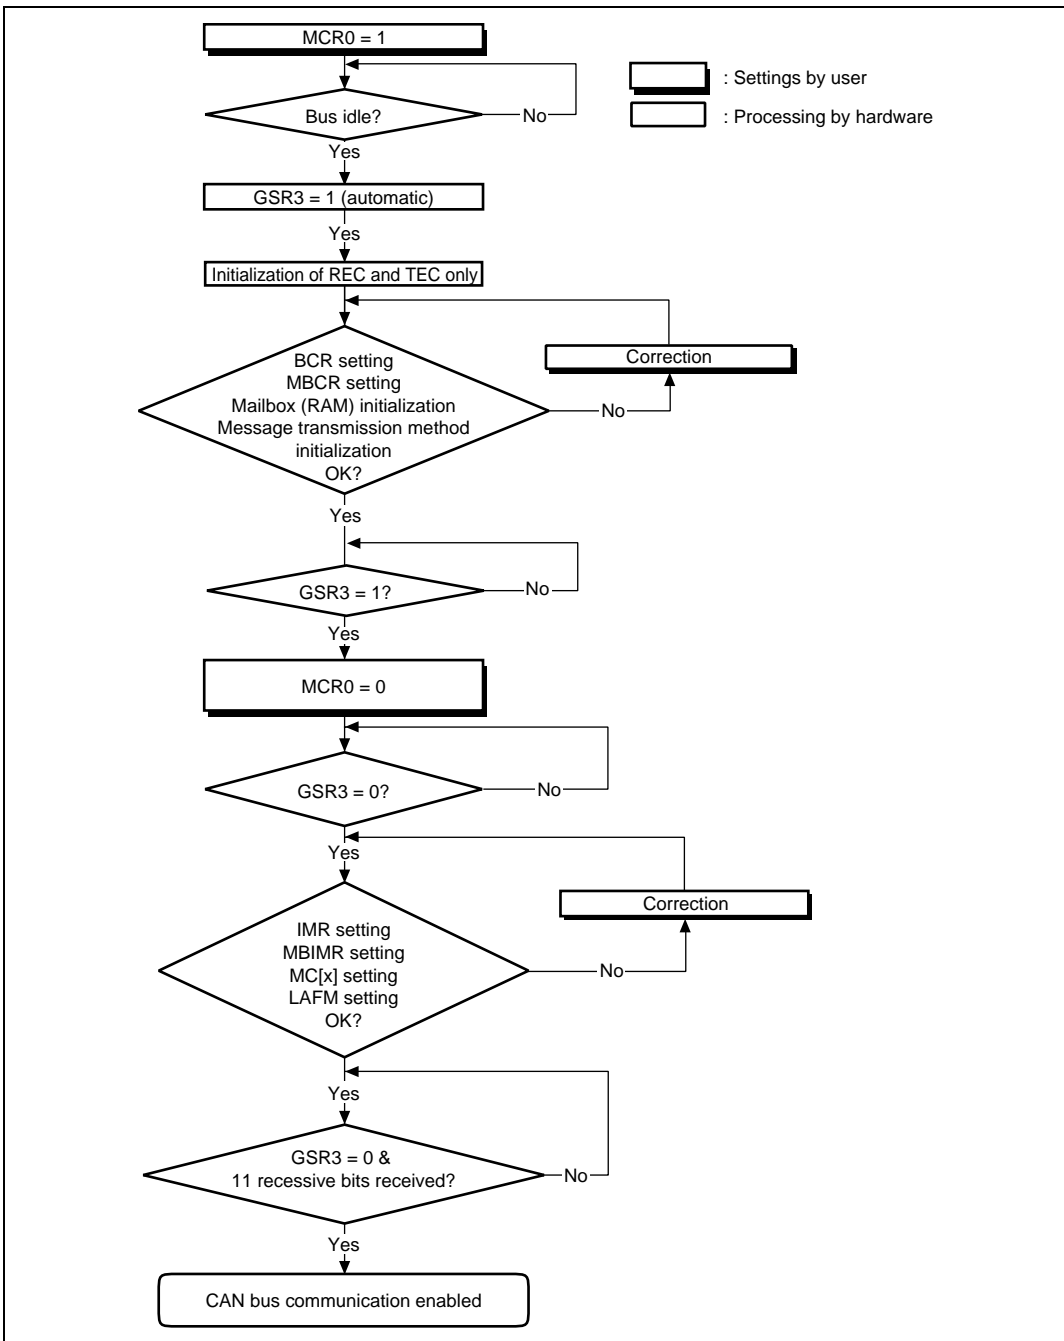 MCR0 = 1
: Settings by user
Bus idle?
No
: Processing by hardware
Yes
GSR3 = 1 (automatic)
Yes
Initialization of REC and TEC only
Correction
BCR setting
MBCR setting
Mailbox (RAM) initialization
Message transmission method
initialization
OK?
No
Yes
GSR3 = 1?
No
Yes
MCR0 = 0
GSR3 = 0?
No
Yes
Correction
IMR setting
MBIMR setting
MC[x] setting
LAFM setting
OK?
No
Yes
GSR3 = 0 &
11 recessive bits received?
No
Yes
CAN bus communication enabled